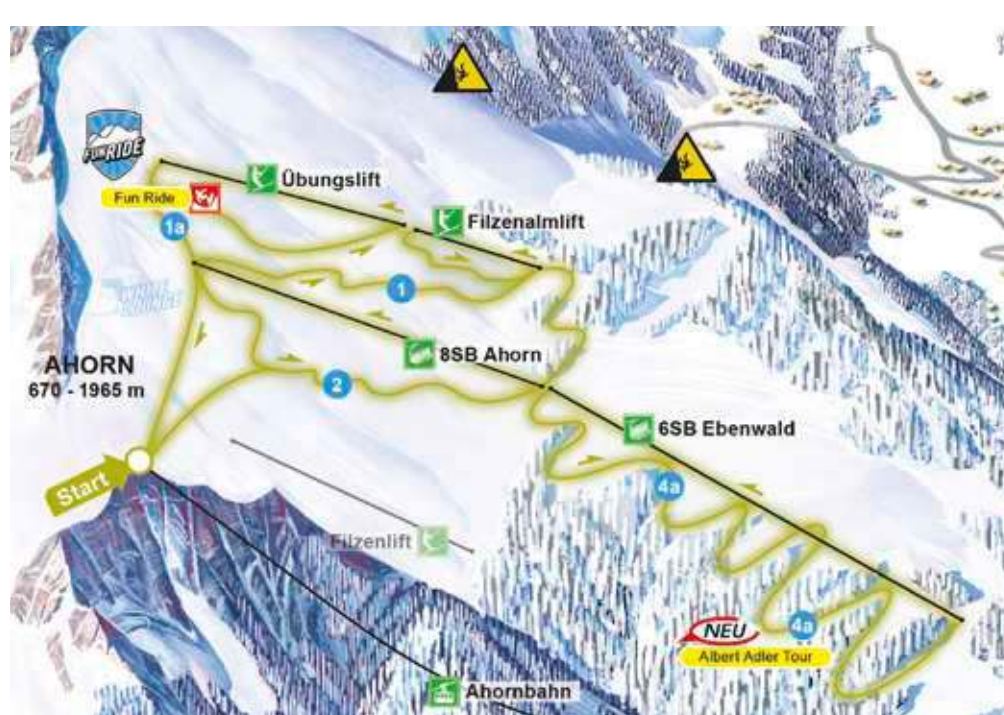 FUN RIDE
Übungslift
Fun Ride
Filzenalmlift
1a
1
8SB Ahorn
AHORN
670 - 1965 m
2
6SB Ebenwald
Start
4a
Filzenlift
NEU
4a
Albert Adler Tour
Ahornbahn